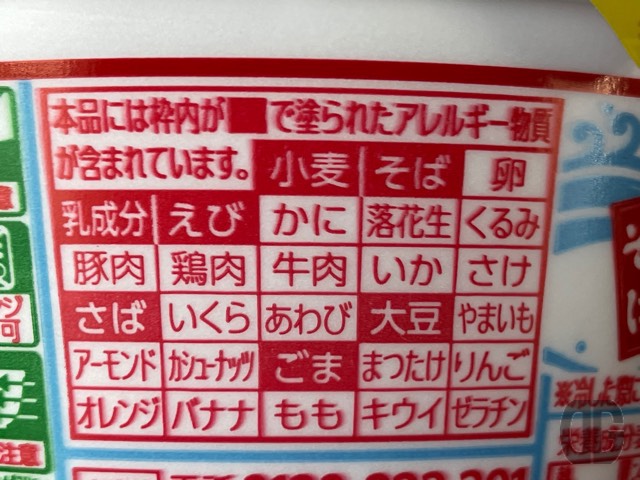 本品には枠内が■で塗られたアレルギー物質
が含まれています。 小麦 そば 卵
乳成分 えび かに 落花生 くるみ
豚肉 鶏肉 牛肉 いか さけ
さば いくら あわび 大豆 やまいも
アーモンド カシューナッツ ごま まつたけ りんご
オレンジ バナナ もも キウイ ゼラチン
注意